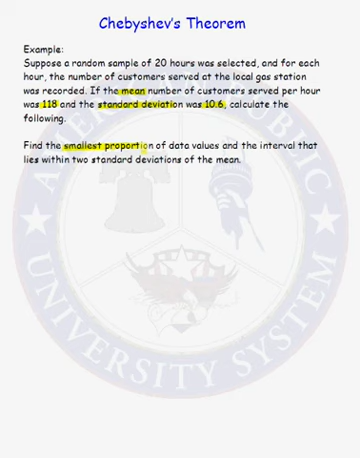 Chebyshev's Theorem
Example:
Suppose a random sample of 20 hours was selected, and for each
hour, the number of customers served at the local gas station
was recorded. If the mean number of customers served per hour
was 118 and the standard deviation was 10.6, calculate the
following.
Find the smallest proportion of data values and the interval that
lies within two standard deviations of the mean.
PUBLIC
UNIVERSITY SYSTEM